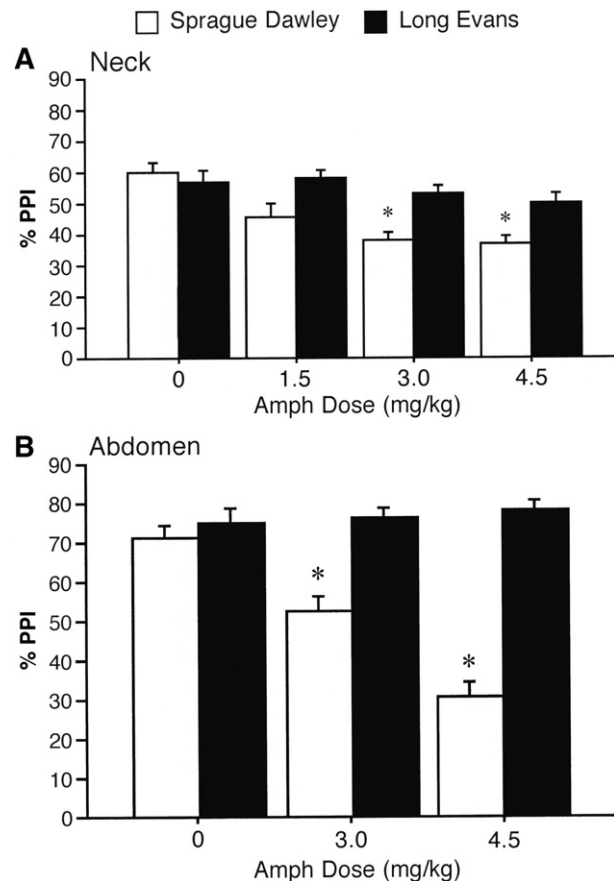 Sprague Dawley Long Evans
A Neck
90
80
70
60
50
40
30
20
10
0
% PPI
* *
0 1.5 3.0 4.5
Amph Dose (mg/kg)
B Abdomen
90
80
70
60
50
40
30
20
10
0
% PPI
*
*
0 3.0 4.5
Amph Dose (mg/kg)